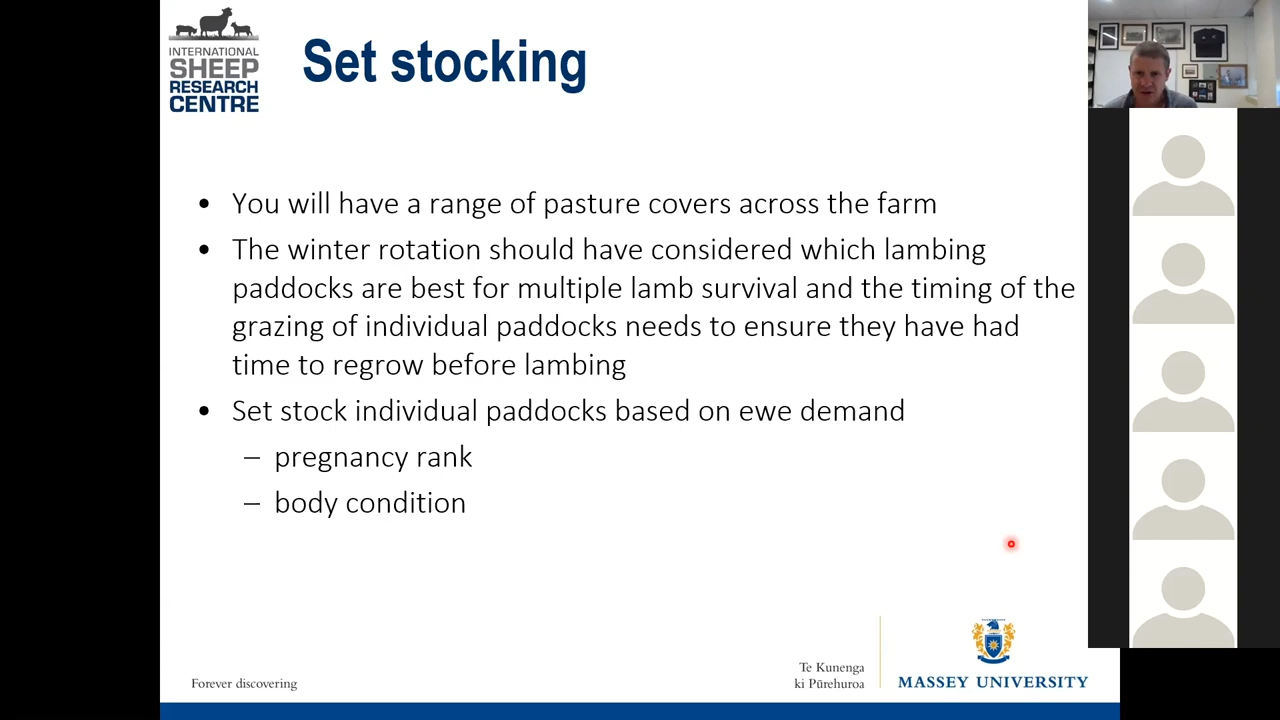 INTERNATIONAL
SHEEP
RESEARCH
CENTRE
Set stocking
• You will have a range of pasture covers across the farm
• The winter rotation should have considered which lambing
paddocks are best for multiple lamb survival and the timing of the
grazing of individual paddocks needs to ensure they have had
time to regrow before lambing
• Set stock individual paddocks based on ewe demand
– pregnancy rank
– body condition
Forever discovering
Te Kunenga
ki Pūrehuroa
MASSEY UNIVERSITY